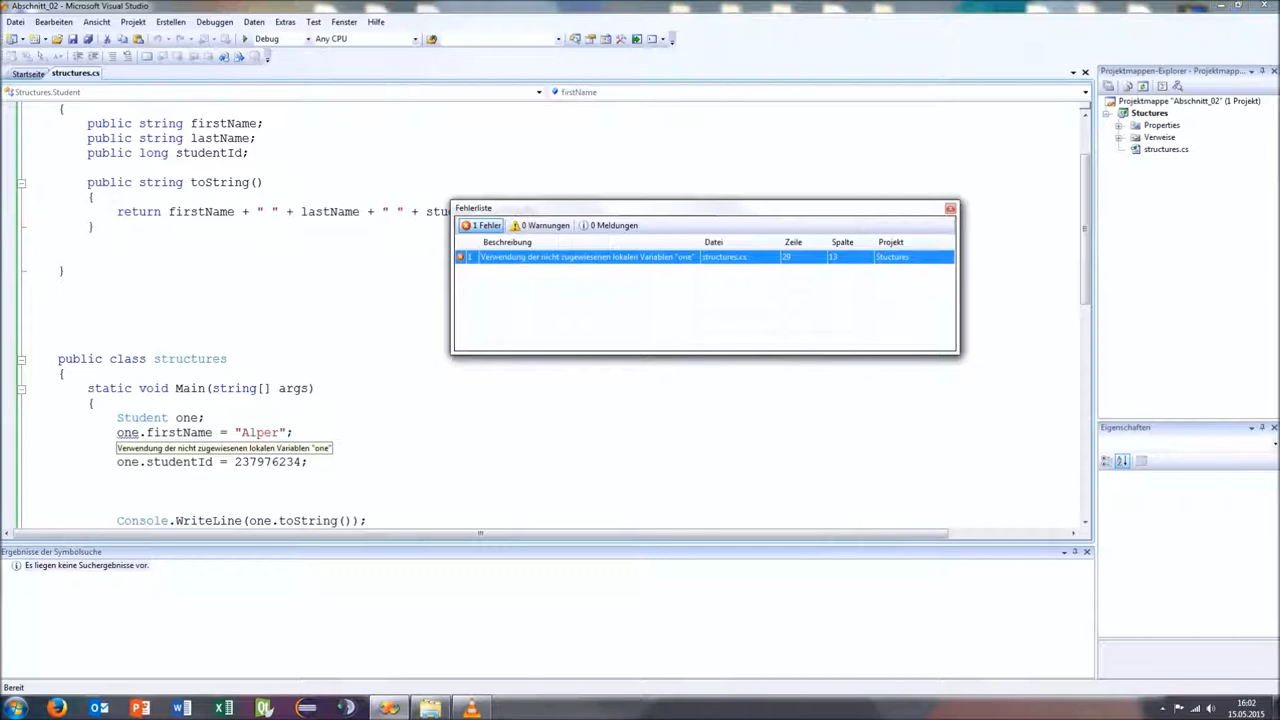 Abschnitt_02 - Microsoft Visual Studio
Datei Bearbeiten Ansicht Projekt Erstellen Debuggen Daten Extras Test Fenster Hilfe
Debug Any CPU
Startseite structures.cs
Structures.Student firstName
{
public string firstName;
public string lastName;
public long studentId;
public string toString()
{
return firstName + " " + lastName + " " + stu
}
}
public class structures
{
static void Main(string[] args)
{
Student one;
one.firstName = "Alper";
Verwendung der nicht zugewiesenen lokalen Variablen "one"
one.studentId = 237976234;
Console.WriteLine(one.toString());
Fehlerliste
1 Fehler 0 Warnungen 0 Meldungen
Beschreibung Datei Zeile Spalte Projekt
1 Verwendung der nicht zugewiesenen lokalen Variablen "one" structures.cs 29 13 Stuctures
Projektmappen-Explorer - Projektmapp...
Projektmappe "Abschnitt_02" (1 Projekt)
Stuctures
Properties
Verweise
structures.cs
Eigenschaften
Ergebnisse der Symbolsuche
Es liegen keine Suchergebnisse vor.
Bereit
16:02
15.05.2015